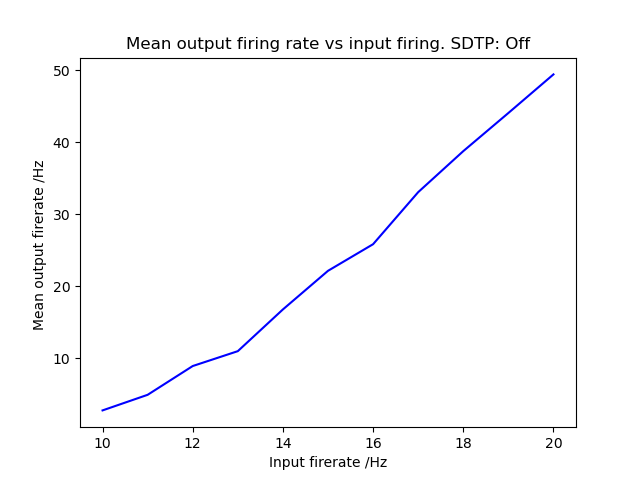 Mean output firing rate vs input firing. SDTP: Off
50
40
30
20
10
Mean output firerate /Hz
10 12 14 16 18 20
Input firerate /Hz